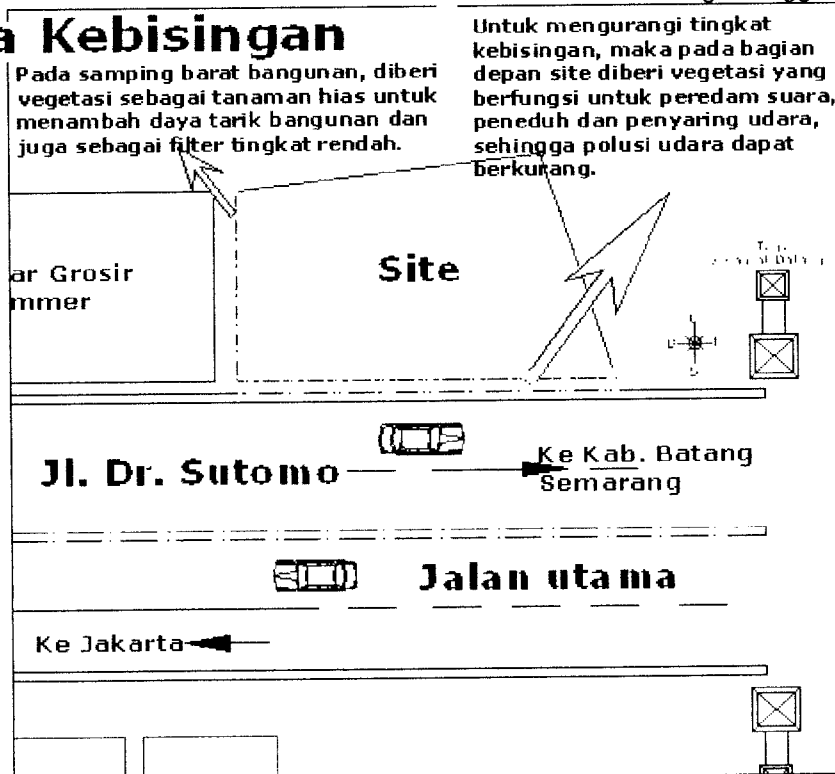 a Kebisingan
Pada samping barat bangunan, diberi
vegetasi sebagai tanaman hias untuk
menambah daya tarik bangunan dan
juga sebagai filter tingkat rendah.
Untuk mengurangi tingkat
kebisingan, maka pada bagian
depan site diberi vegetasi yang
berfungsi untuk peredam suara,
peneduh dan penyaring udara,
sehingga polusi udara dapat
berkurang.
ar Grosir
mmer
Site
Jl. Dr. Sutomo
Ke Kab. Batang
Semarang
Jalan utama
Ke Jakarta